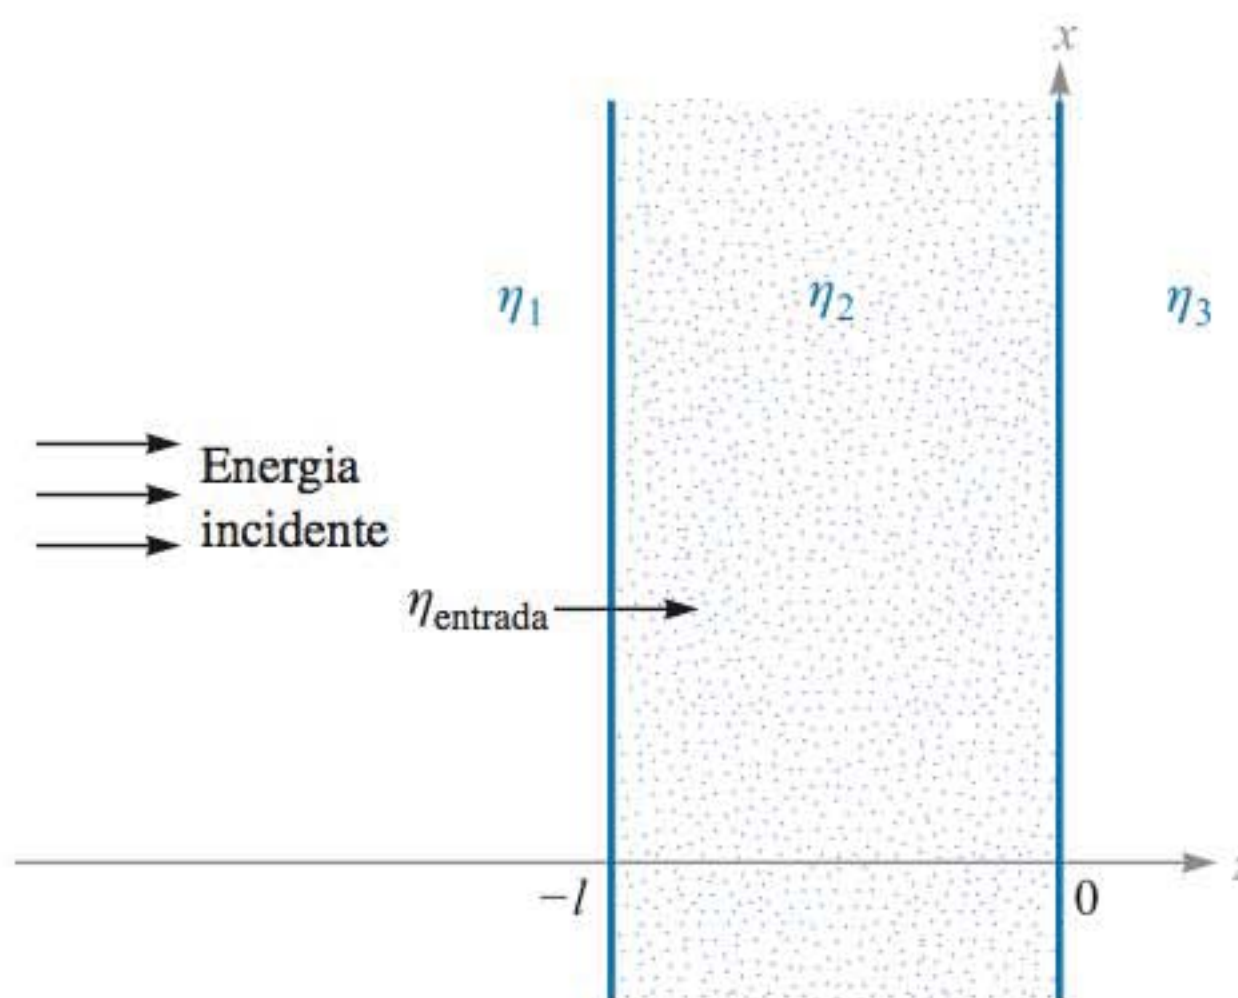 x
η1
η2
η3
Energia
incidente
ηentrada
−l
0